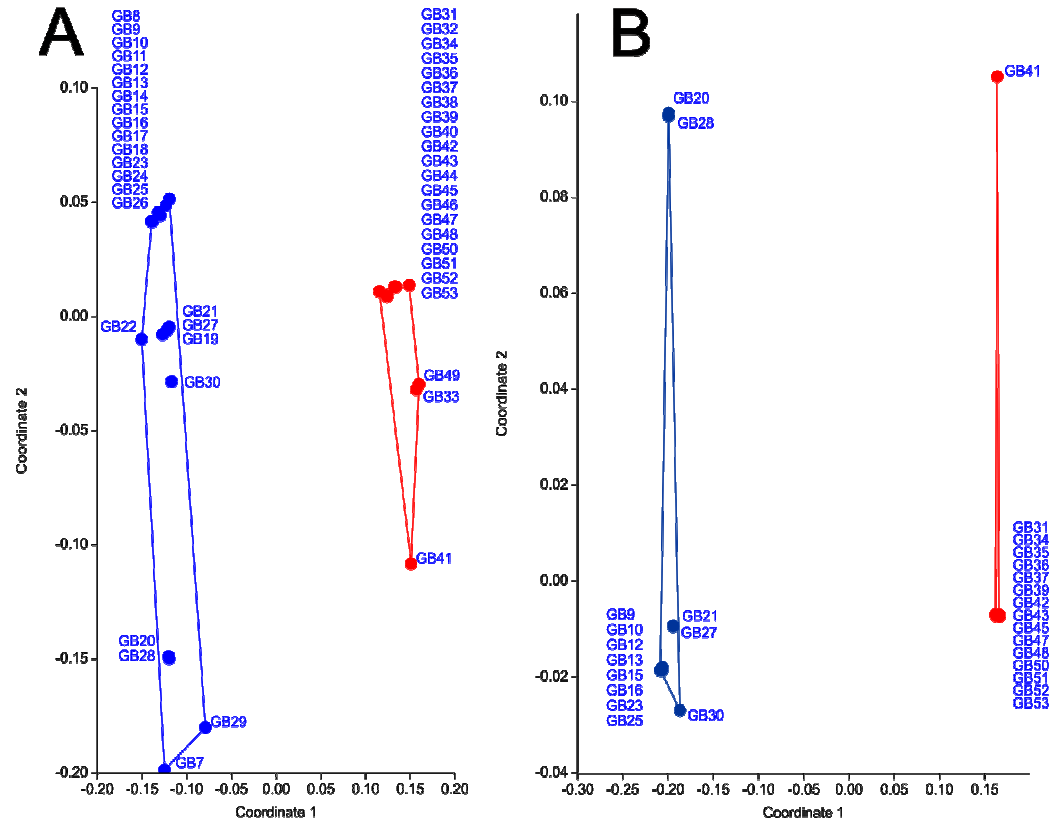 A
GB8
GB9
GB10
GB11
GB12
GB13
GB14
GB15
GB16
GB17
GB18
GB23
GB24
GB25
GB26
GB31
GB32
GB34
GB35
GB36
GB37
GB38
GB39
GB40
GB42
GB43
GB44
GB45
GB46
GB47
GB48
GB50
GB51
GB52
GB53
0.10
0.05
0.00
-0.05
-0.10
-0.15
-0.20
GB22
GB21
GB27
GB19
GB30
GB49
GB33
GB41
GB20
GB28
GB29
GB7
Coordinate 2
-0.20
-0.15
-0.10
-0.05
0.00
0.05
0.10
0.15
0.20
Coordinate 1
B
GB41
GB20
GB28
0.10
0.08
0.06
0.04
0.02
0.00
-0.02
-0.04
Coordinate 2
GB9
GB10
GB12
GB13
GB15
GB16
GB23
GB25
GB21
GB27
GB30
GB31
GB34
GB35
GB36
GB37
GB39
GB42
GB43
GB45
GB47
GB48
GB50
GB51
GB52
GB53
-0.30
-0.25
-0.20
-0.15
-0.10
-0.05
0.00
0.05
0.10
0.15
Coordinate 1